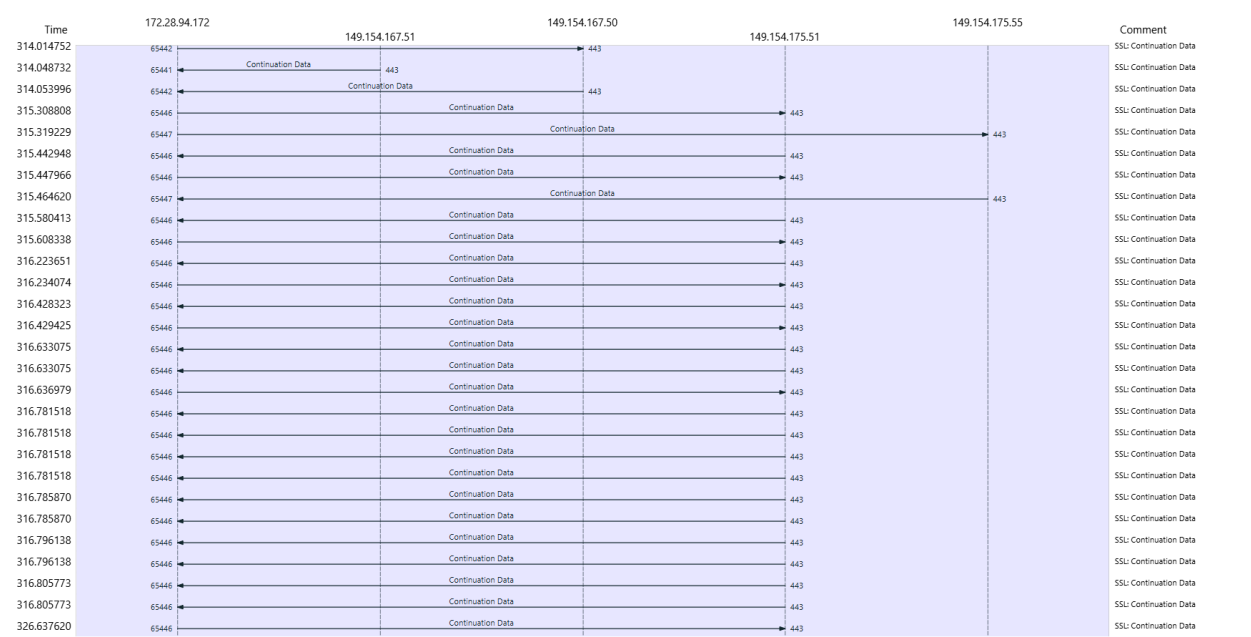 172.28.94.172 149.154.167.50 149.154.175.55
Time 149.154.167.51 149.154.175.51 Comment
314.014752 65442 443 SSL: Continuation Data
314.048732 65441 Continuation Data 443 SSL: Continuation Data
314.053996 65442 Continuation Data 443 SSL: Continuation Data
315.308808 65446 Continuation Data 443 SSL: Continuation Data
315.319229 65447 Continuation Data 443 SSL: Continuation Data
315.442948 65446 Continuation Data 443 SSL: Continuation Data
315.447966 65446 Continuation Data 443 SSL: Continuation Data
315.464620 65447 Continuation Data 443 SSL: Continuation Data
315.580413 65446 Continuation Data 443 SSL: Continuation Data
315.608338 65446 Continuation Data 443 SSL: Continuation Data
316.223651 65446 Continuation Data 443 SSL: Continuation Data
316.234074 65446 Continuation Data 443 SSL: Continuation Data
316.428323 65446 Continuation Data 443 SSL: Continuation Data
316.429425 65446 Continuation Data 443 SSL: Continuation Data
316.633075 65446 Continuation Data 443 SSL: Continuation Data
316.633075 65446 Continuation Data 443 SSL: Continuation Data
316.636979 65446 Continuation Data 443 SSL: Continuation Data
316.781518 65446 Continuation Data 443 SSL: Continuation Data
316.781518 65446 Continuation Data 443 SSL: Continuation Data
316.781518 65446 Continuation Data 443 SSL: Continuation Data
316.781518 65446 Continuation Data 443 SSL: Continuation Data
316.785870 65446 Continuation Data 443 SSL: Continuation Data
316.785870 65446 Continuation Data 443 SSL: Continuation Data
316.796138 65446 Continuation Data 443 SSL: Continuation Data
316.796138 65446 Continuation Data 443 SSL: Continuation Data
316.805773 65446 Continuation Data 443 SSL: Continuation Data
316.805773 65446 Continuation Data 443 SSL: Continuation Data
326.637620 65446 Continuation Data 443 SSL: Continuation Data